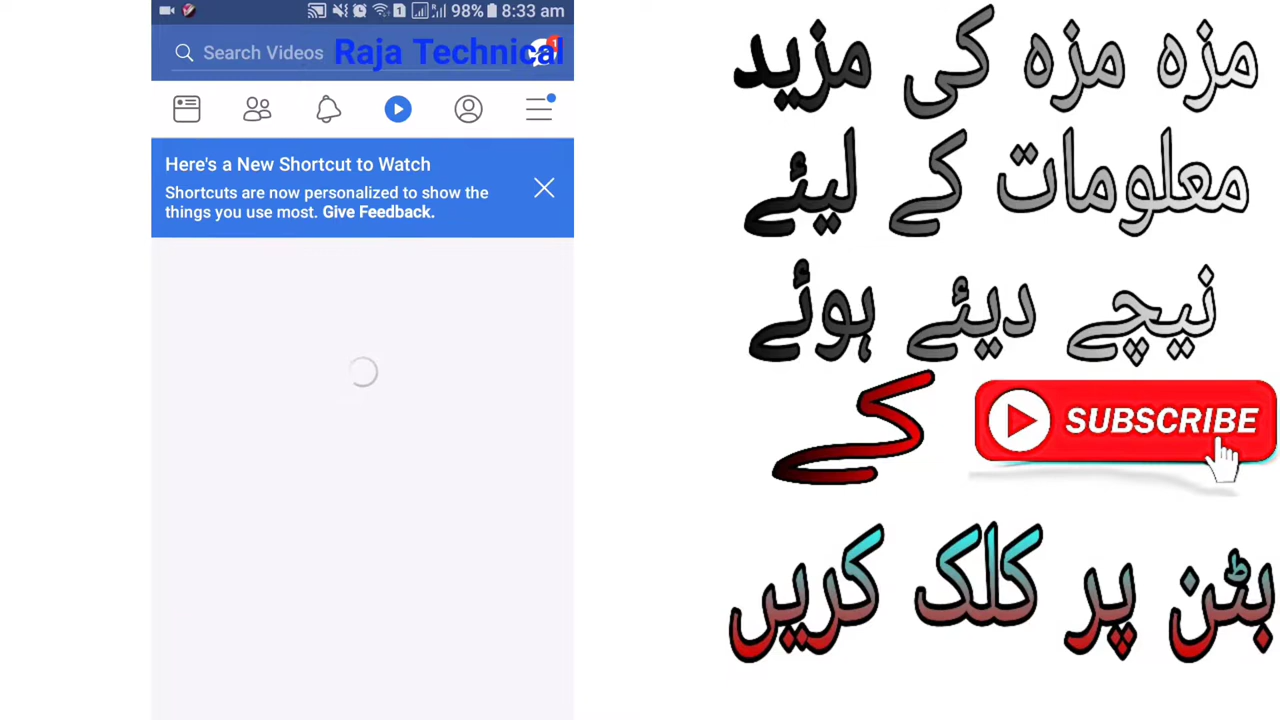 98% 8:33 am
Search Videos
Raja Technical
1
Here's a New Shortcut to Watch
Shortcuts are now personalized to show the
things you use most. Give Feedback.
مزہ مزہ کی مزید
معلومات کے لیئے
نیچے دیئے ہوئے
SUBSCRIBE کے
بٹن پر کلک کریں